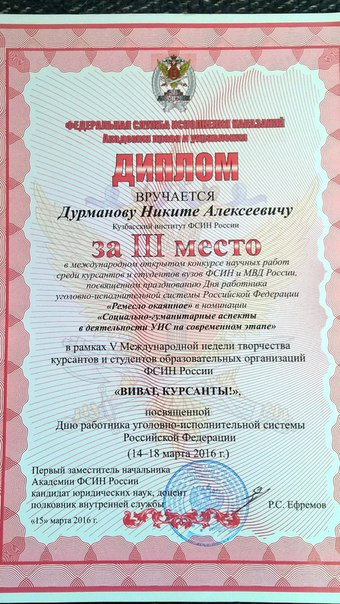 ФЕДЕРАЛЬНАЯ СЛУЖБА ИСПОЛНЕНИЯ НАКАЗАНИЙ
Академия права и управления
ДИПЛОМ
ВРУЧАЕТСЯ
Дурманову Никите Алексеевичу
Кузбасский институт ФСИН России
за III место
в международном открытом конкурсе научных работ
среди курсантов и студентов вузов ФСИН и МВД России,
посвященном празднованию Дня работника
уголовно-испонительной системы Российской Федерации
«Ремесло окаянное» в номинации
«Социально-гуманитарные аспекты
в деятельности УИС на современном этапе»
в рамках V Международной недели творчества
курсантов и студентов образовательных организаций
ФСИН России
«ВИВАТ, КУРСАНТЫ!»,
посвященной
Дню работника уголовно-исполнительной системы
Российской Федерации
(14–18 марта 2016 г.)
Первый заместитель начальника
Академии ФСИН России
кандидат юридических наук, доцент
полковник внутренней службы
Р.С. Ефремов
«15» марта 2016 г.